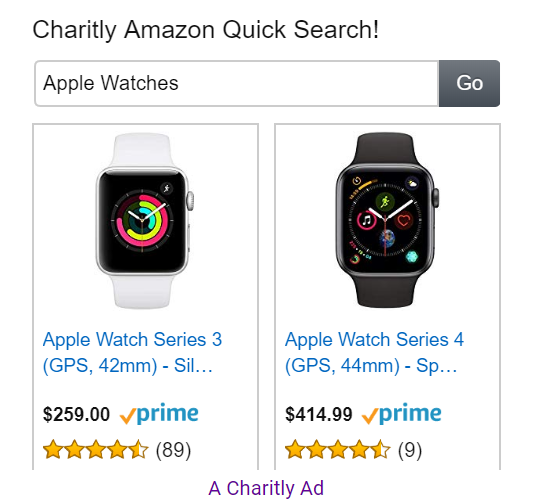 Charitly Amazon Quick Search!
Apple Watches
Go
Apple Watch Series 3
(GPS, 42mm) - Sil...
$259.00 prime
(89)
Apple Watch Series 4
(GPS, 44mm) - Sp...
$414.99 prime
(9)
A Charitly Ad